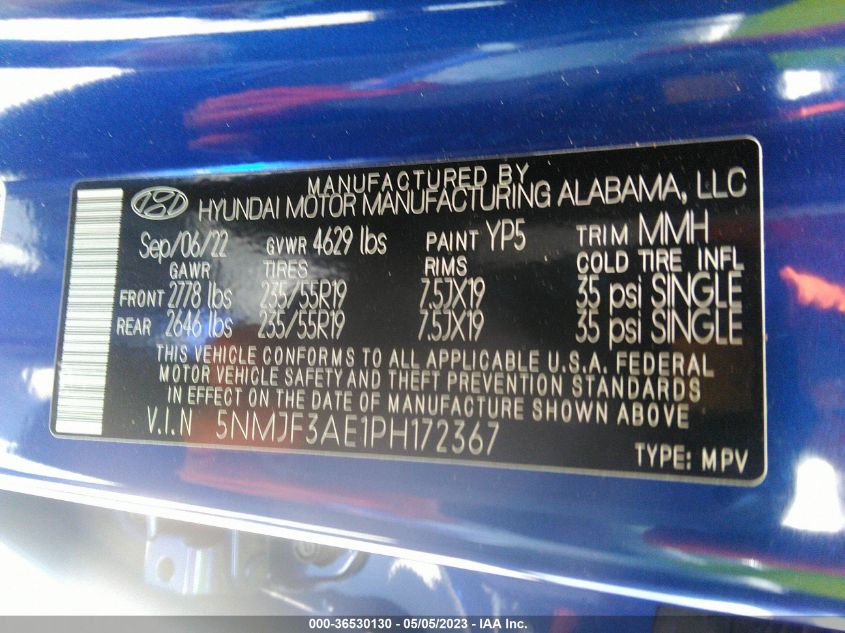 MANUFACTURED BY
HYUNDAI MOTOR MANUFACTURING ALABAMA, LLC
Sep/06/22 GVWR 4629 lbs PAINT YP5 TRIM MMH
GAWR TIRES RIMS COLD TIRE INFL
FRONT 2778 lbs 235/55R19 7.5JX19 35 psi SINGLE
REAR 2646 lbs 235/55R19 7.5JX19 35 psi SINGLE
THIS VEHICLE CONFORMS TO ALL APPLICABLE U.S.A. FEDERAL
MOTOR VEHICLE SAFETY AND THEFT PREVENTION STANDARDS
IN EFFECT ON THE DATE OF MANUFACTURE SHOWN ABOVE
V.I.N 5NMJF3AE1PH172367
TYPE: MPV
000-36530130 - 05/05/2023 - IAA Inc.